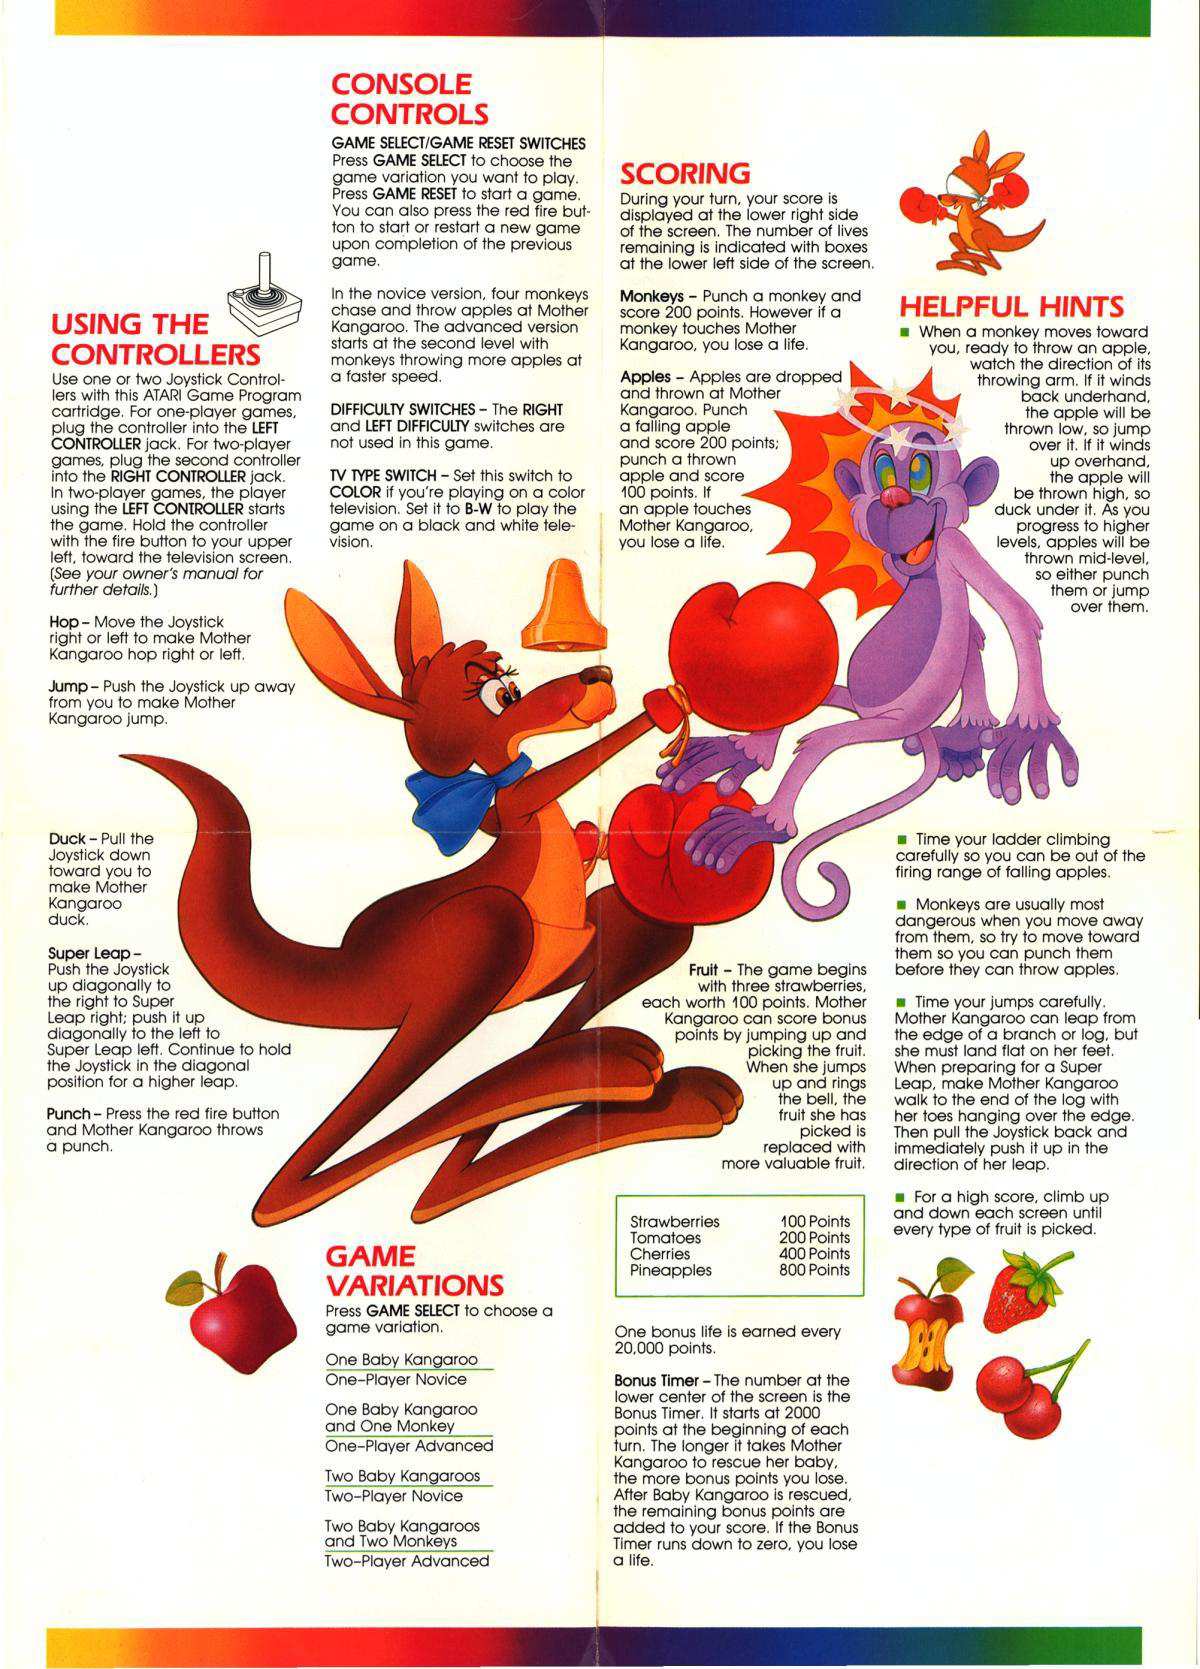 USING THE
CONTROLLERS
Use one or two Joystick Control-
lers with this ATARI Game Program
cartridge. For one-player games,
plug the controller into the LEFT
CONTROLLER jack. For two-player
games, plug the second controller
into the RIGHT CONTROLLER jack.
In two-player games, the player
using the LEFT CONTROLLER starts
the game. Hold the controller
with the fire button to your upper
left, toward the television screen.
(See your owner's manual for
further details.)
Hop – Move the Joystick
right or left to make Mother
Kangaroo hop right or left.
Jump – Push the Joystick up away
from you to make Mother
Kangaroo jump.
Duck – Pull the
Joystick down
toward you to
make Mother
Kangaroo
duck.
Super Leap –
Push the Joystick
up diagonally to
the right to Super
Leap right; push it up
diagonally to the left to
Super Leap left. Continue to hold
the Joystick in the diagonal
position for a higher leap.
Punch – Press the red fire button
and Mother Kangaroo throws
a punch.
CONSOLE
CONTROLS
GAME SELECT/GAME RESET SWITCHES
Press GAME SELECT to choose the
game variation you want to play.
Press GAME RESET to start a game.
You can also press the red fire but-
ton to start or restart a new game
upon completion of the previous
game.
In the novice version, four monkeys
chase and throw apples at Mother
Kangaroo. The advanced version
starts at the second level with
monkeys throwing more apples at
a faster speed.
DIFFICULTY SWITCHES – The RIGHT
and LEFT DIFFICULTY switches are
not used in this game.
TV TYPE SWITCH – Set this switch to
COLOR if you're playing on a color
television. Set it to B-W to play the
game on a black and white tele-
vision.
GAME
VARIATIONS
Press GAME SELECT to choose a
game variation.
One Baby Kangaroo
One-Player Novice
One Baby Kangaroo
and One Monkey
One-Player Advanced
Two Baby Kangaroos
Two-Player Novice
Two Baby Kangaroos
and Two Monkeys
Two-Player Advanced
SCORING
During your turn, your score is
displayed at the lower right side
of the screen. The number of lives
remaining is indicated with boxes
at the lower left side of the screen.
Monkeys – Punch a monkey and
score 200 points. However if a
monkey touches Mother
Kangaroo, you lose a life.
Apples – Apples are dropped
and thrown at Mother
Kangaroo. Punch
a falling apple
and score 200 points;
punch a thrown
apple and score
100 points. If
an apple touches
Mother Kangaroo,
you lose a life.
Fruit – The game begins
with three strawberries,
each worth 100 points. Mother
Kangaroo can score bonus
points by jumping up and
picking the fruit.
When she jumps
up and rings
the bell, the
fruit she has
picked is
replaced with
more valuable fruit.
Strawberries 100 Points
Tomatoes 200 Points
Cherries 400 Points
Pineapples 800 Points
One bonus life is earned every
20,000 points.
Bonus Timer – The number at the
lower center of the screen is the
Bonus Timer. It starts at 2000
points at the beginning of each
turn. The longer it takes Mother
Kangaroo to rescue her baby,
the more bonus points you lose.
After Baby Kangaroo is rescued,
the remaining bonus points are
added to your score. If the Bonus
Timer runs down to zero, you lose
a life.
HELPFUL HINTS
■ When a monkey moves toward
you, ready to throw an apple,
watch the direction of its
throwing arm. If it winds
back underhand,
the apple will be
thrown low, so jump
over it. If it winds
up overhand,
the apple will
be thrown high, so
duck under it. As you
progress to higher
levels, apples will be
thrown mid-level,
so either punch
them or jump
over them.
■ Time your ladder climbing
carefully so you can be out of the
firing range of falling apples.
■ Monkeys are usually most
dangerous when you move away
from them, so try to move toward
them so you can punch them
before they can throw apples.
■ Time your jumps carefully.
Mother Kangaroo can leap from
the edge of a branch or log, but
she must land flat on her feet.
When preparing for a Super
Leap, make Mother Kangaroo
walk to the end of the log with
her toes hanging over the edge.
Then pull the Joystick back and
immediately push it up in the
direction of her leap.
■ For a high score, climb up
and down each screen until
every type of fruit is picked.